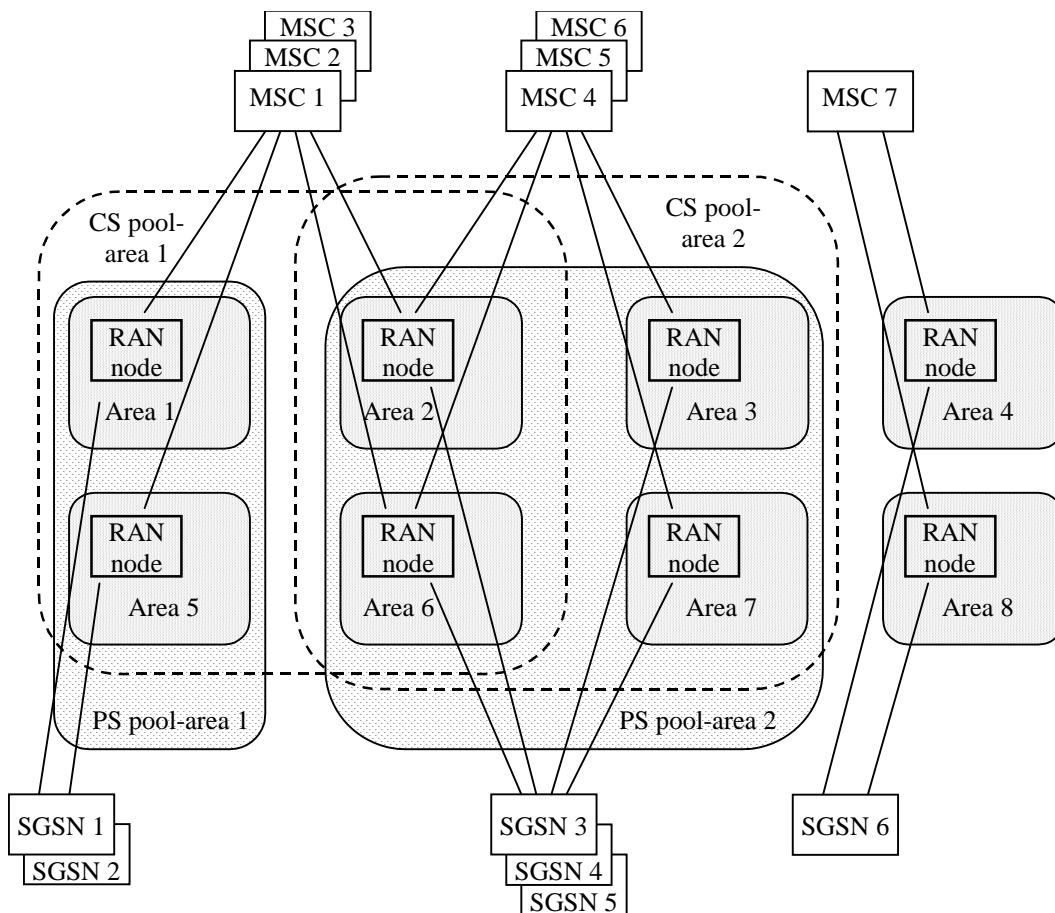 MSC 3
MSC 2
MSC 1
MSC 6
MSC 5
MSC 4
MSC 7
CS pool-
area 1
CS pool-
area 2
RAN
node
Area 1
RAN
node
Area 2
RAN
node
Area 3
RAN
node
Area 4
RAN
node
Area 5
RAN
node
Area 6
RAN
node
Area 7
RAN
node
Area 8
PS pool-area 1
PS pool-area 2
SGSN 1
SGSN 2
SGSN 3
SGSN 4
SGSN 5
SGSN 6